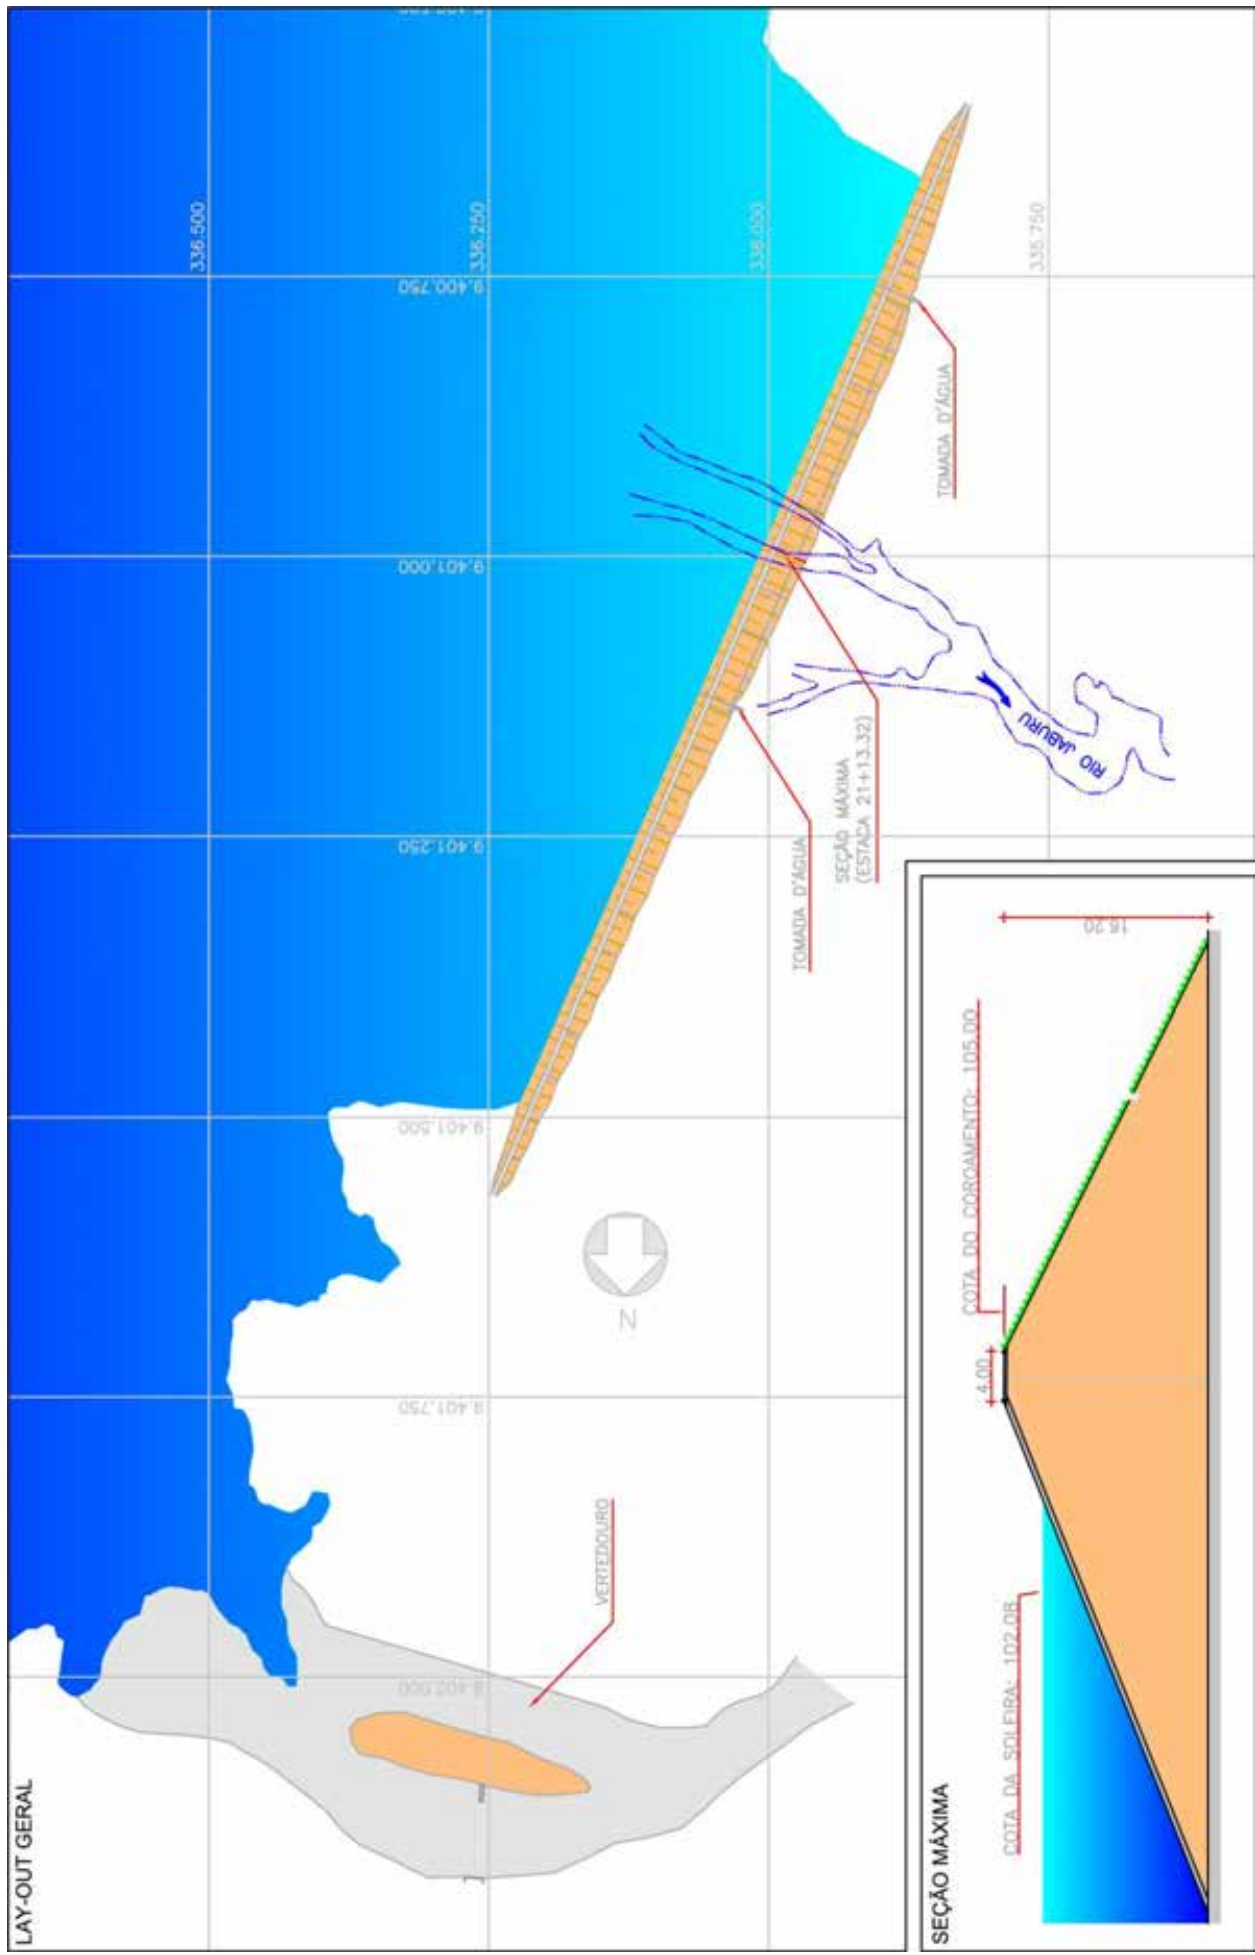 LAY-OUT GERAL
336.500
336.250
336.000
335.750
9.402.000
9.401.750
9.401.500
9.401.250
9.401.000
9.400.750
VERTEDOURO
N
TOMADA D'ÁGUA
SEÇÃO MÁXIMA
(ESTACA 21+13.32)
TOMADA D'ÁGUA
RIO JABURU
SEÇÃO MÁXIMA
COTA DA SOLEIRA: 102.08
4.00
COTA DO COROAMENTO: 105.00
16.20